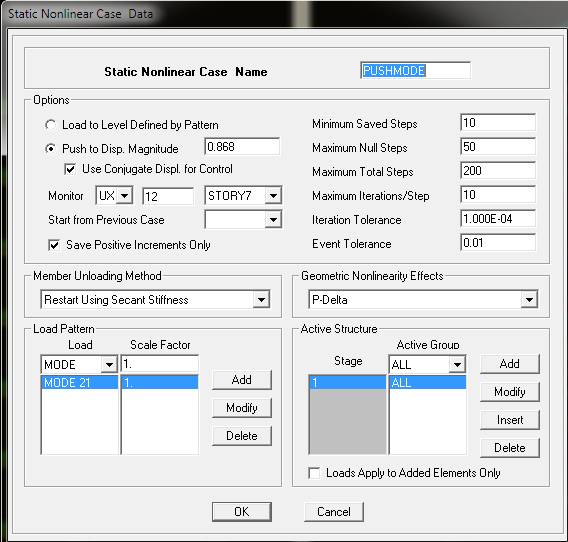 Static Nonlinear Case Data
Static Nonlinear Case Name PUSHMODE
Options
Load to Level Defined by Pattern
Push to Disp. Magnitude 0.868
Use Conjugate Displ. for Control
Monitor UX 12 STORY7
Start from Previous Case
Save Positive Increments Only
Minimum Saved Steps 10
Maximum Null Steps 50
Maximum Total Steps 200
Maximum Iterations/Step 10
Iteration Tolerance 1.000E-04
Event Tolerance 0.01
Member Unloading Method
Restart Using Secant Stiffness
Geometric Nonlinearity Effects
P-Delta
Load Pattern
Load Scale Factor
MODE 1.
MODE 21 1.
Add
Modify
Delete
Active Structure
Active Group
Stage ALL
1 ALL
Add
Modify
Insert
Delete
Loads Apply to Added Elements Only
OK Cancel